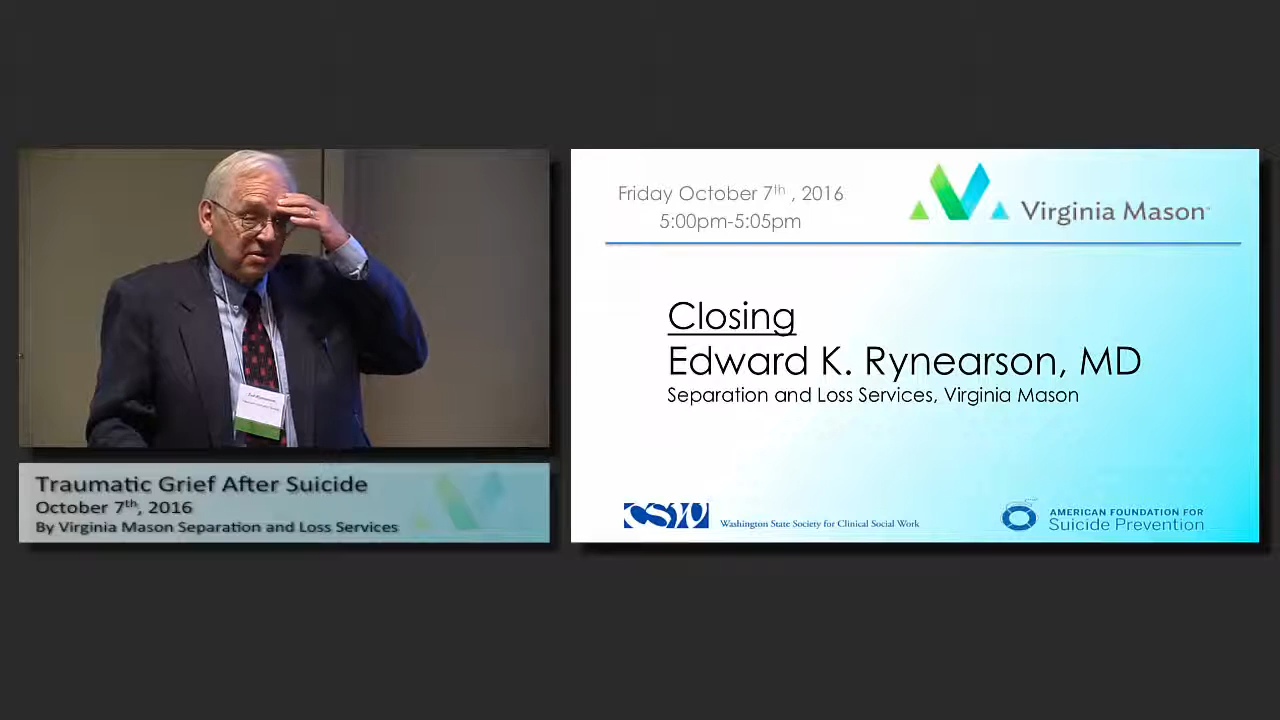 Friday October 7th , 2016
5:00pm-5:05pm
Virginia Mason™
Closing
Edward K. Rynearson, MD
Separation and Loss Services, Virginia Mason
CSW
Washington State Society for Clinical Social Work
AMERICAN FOUNDATION FOR
Suicide Prevention
Traumatic Grief After Suicide
October 7th, 2016
By Virginia Mason Separation and Loss Services